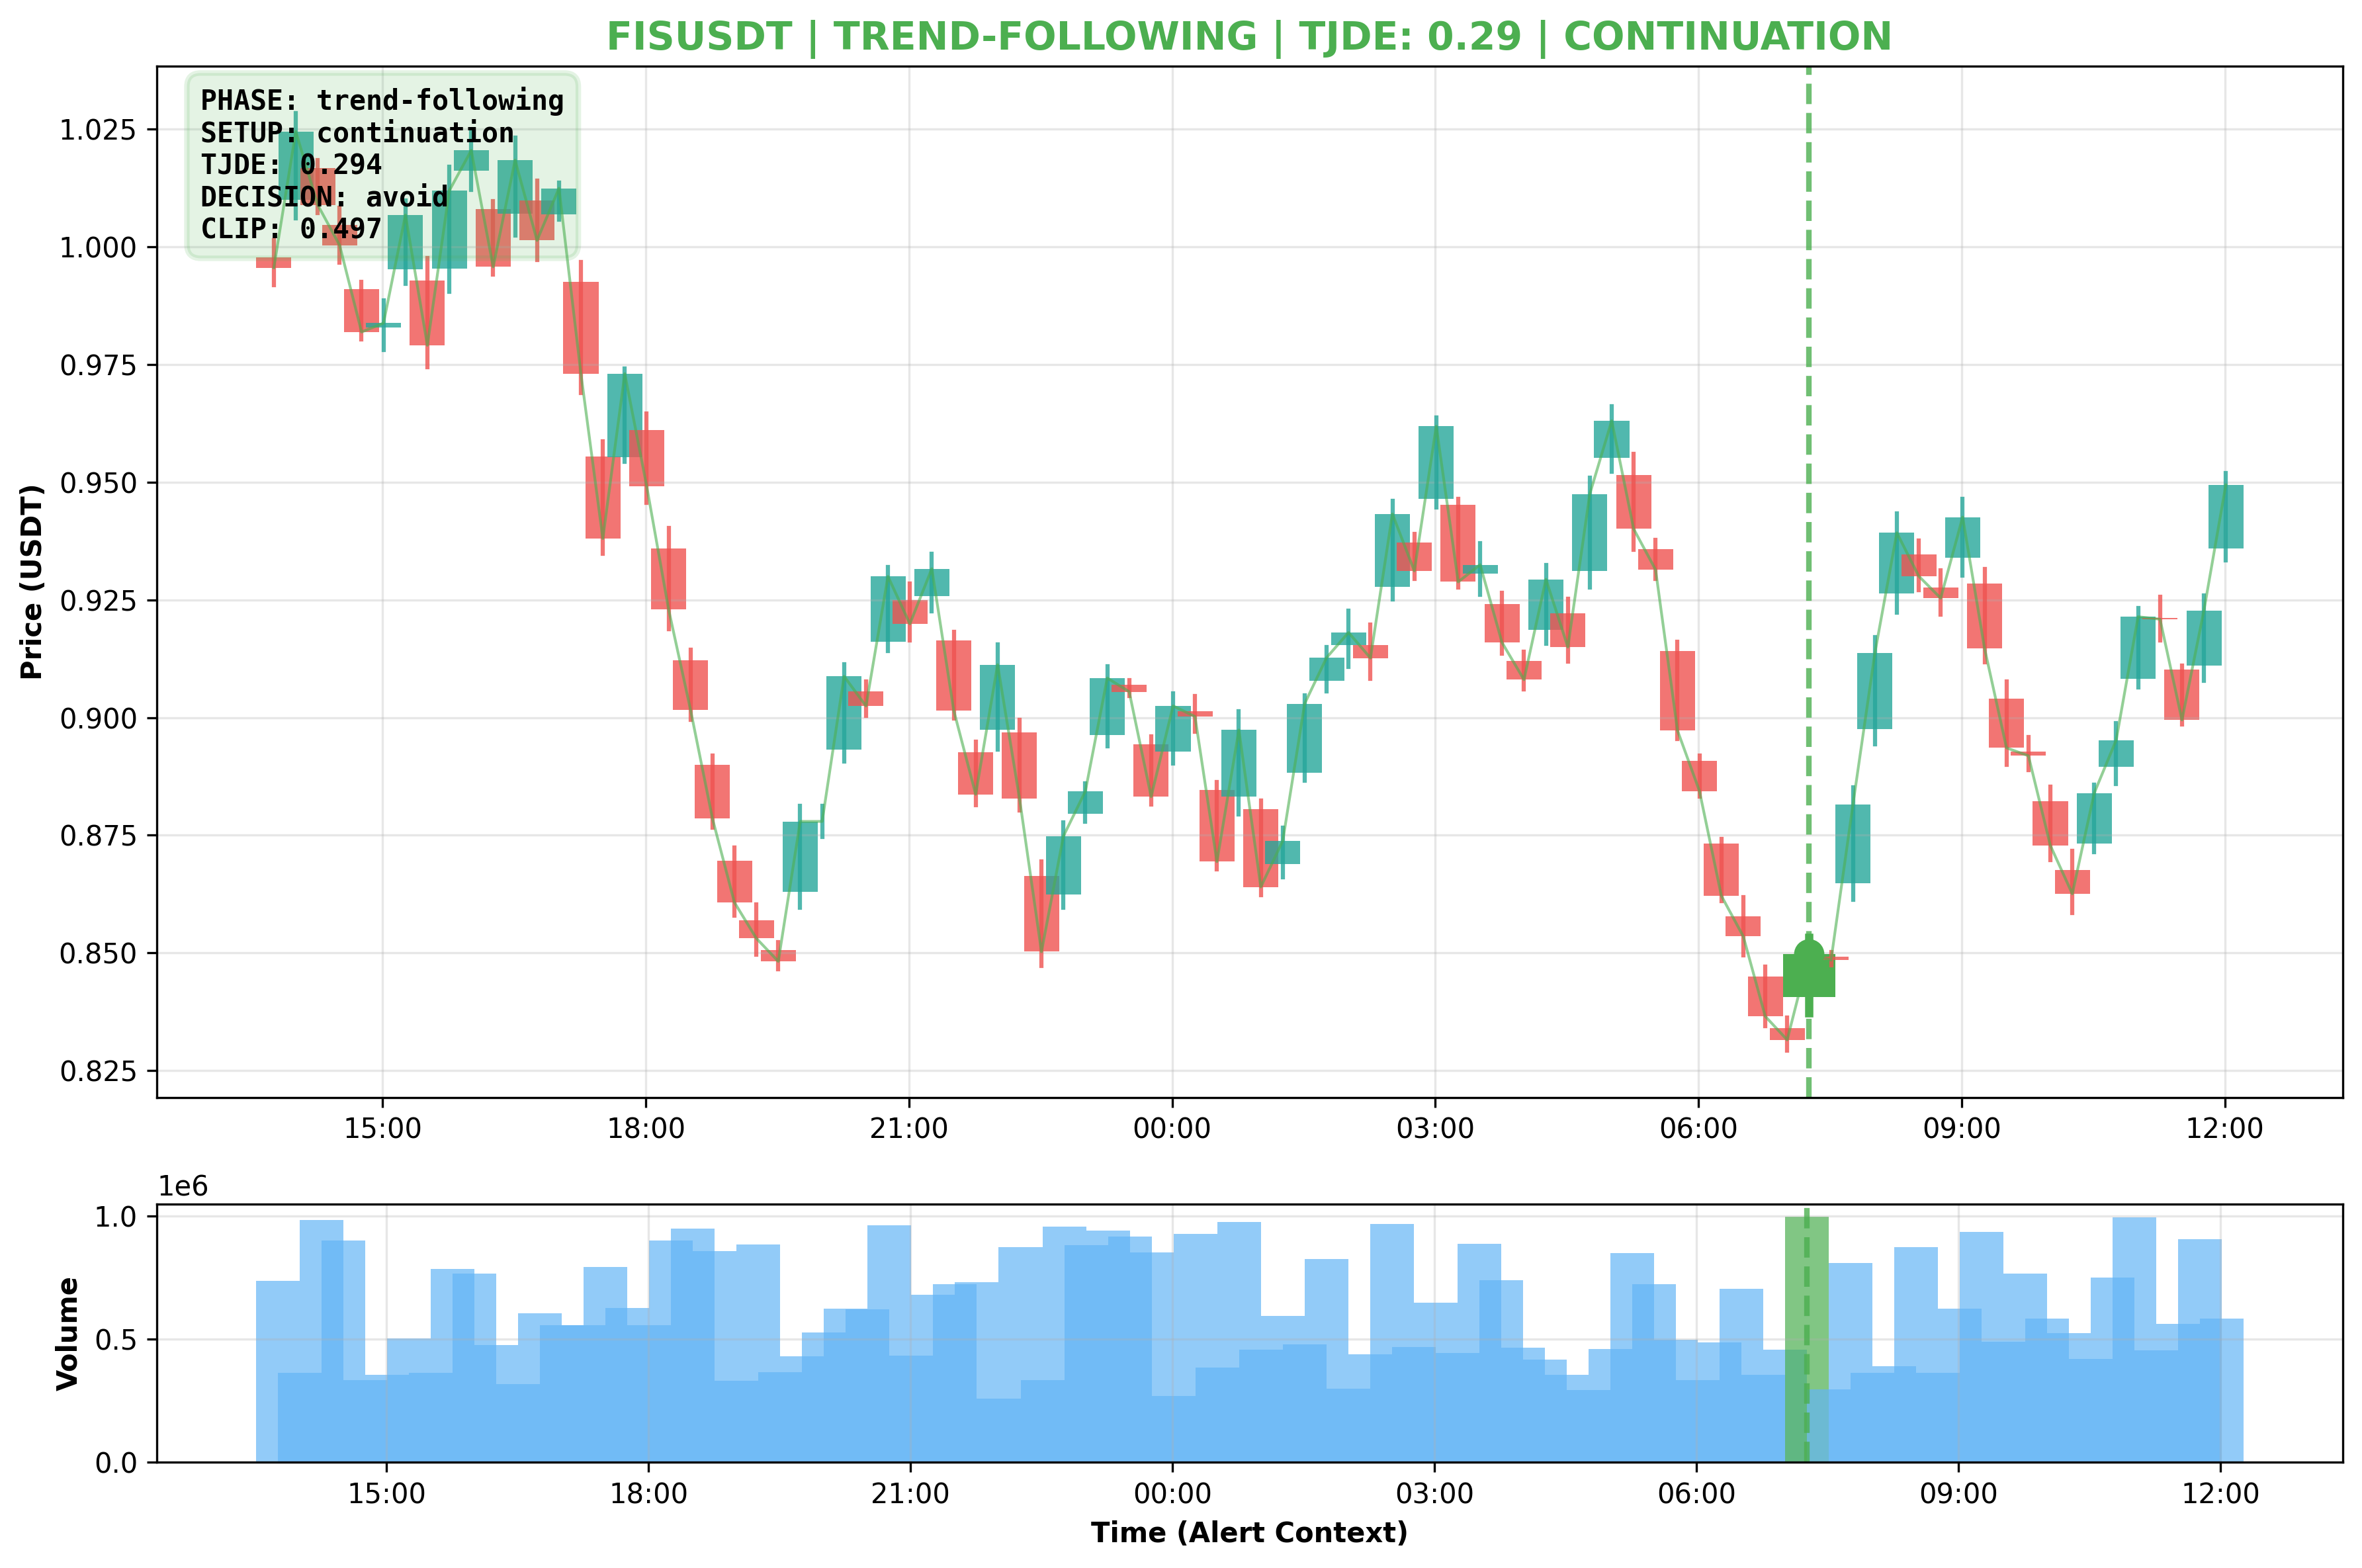 FISUSDT | TREND-FOLLOWING | TJDE: 0.29 | CONTINUATION
PHASE: trend-following
SETUP: continuation
TJDE: 0.294
DECISION: avoid
CLIP: 0.497
Price (USDT)
1.025
1.000
0.975
0.950
0.925
0.900
0.875
0.850
0.825
15:00 18:00 21:00 00:00 03:00 06:00 09:00 12:00
1e6
Volume
1.0
0.5
0.0
15:00 18:00 21:00 00:00 03:00 06:00 09:00 12:00
Time (Alert Context)